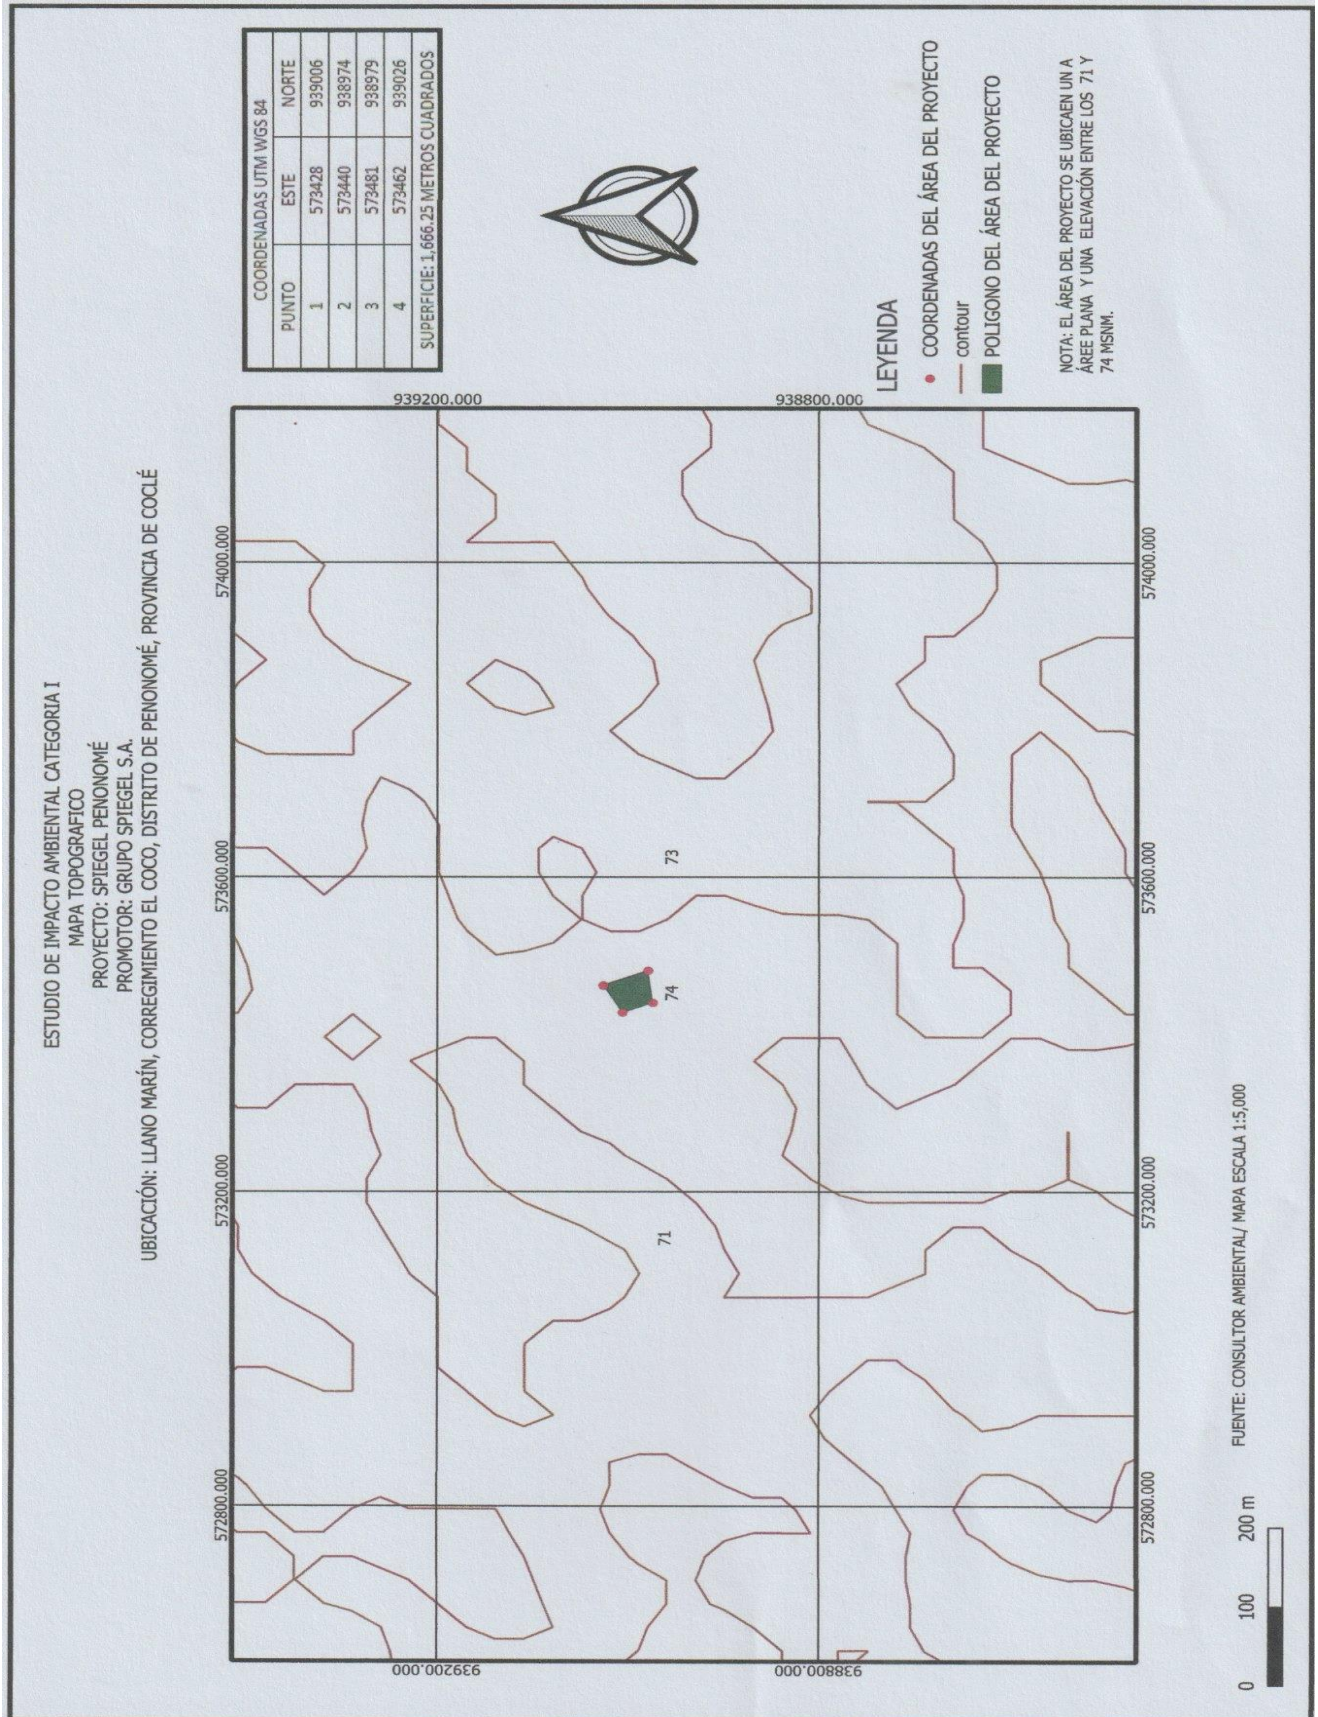 ESTUDIO DE IMPACTO AMBIENTAL CATEGORIA I
MAPA TOPOGRAFICO
PROYECTO: SPIEGEL PENONOMÉ
PROMOTOR: GRUPO SPIEGEL S.A.
UBICACIÓN: LLANO MARÍN, CORREGIMIENTO EL COCO, DISTRITO DE PENONOMÉ, PROVINCIA DE COCLÉ
572800.000 573200.000 573600.000 574000.000
939200.000 939200.000
938800.000 938800.000
71 74 73
572800.000 573200.000 573600.000 574000.000
COORDENADAS UTM WGS 84
PUNTO ESTE NORTE
1 573428 939006
2 573440 938974
3 573481 938979
4 573462 939026
SUPERFICIE: 1,666.25 METROS CUADRADOS
LEYENDA
COORDENADAS DEL ÁREA DEL PROYECTO
contour
POLIGONO DEL ÁREA DEL PROYECTO
NOTA: EL ÁREA DEL PROYECTO SE UBICAEN UN A
ÁREE PLANA Y UNA ELEVACIÓN ENTRE LOS 71 Y
74 MSNM.
0 100 200 m
FUENTE: CONSULTOR AMBIENTAL/ MAPA ESCALA 1:5,000